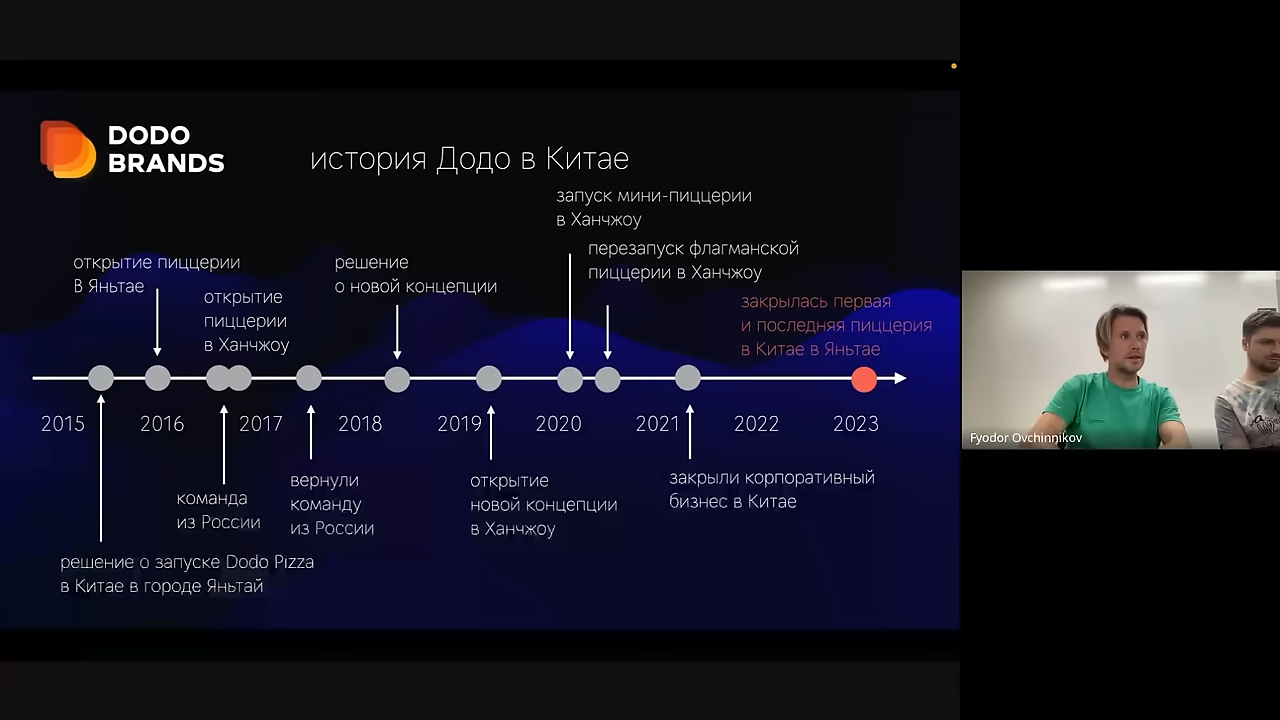 DODO
BRANDS
история Додо в Китае
запуск мини-пиццерии
в Ханчжоу
перезапуск флагманской
пиццерии в Ханчжоу
открытие пиццерии
В Яньтае
решение
о новой концепции
открытие
пиццерии
в Ханчжоу
закрылась первая
и последняя пиццерия
в Китае в Яньтае
2015
2016
2017
2018
2019
2020
2021
2022
2023
команда
из России
вернули
команду
из России
открытие
новой концепции
в Ханчжоу
закрыли корпоративный
бизнес в Китае
решение о запуске Dodo Pizza
в Китае в городе Яньтай
Fyodor Ovchinnikov